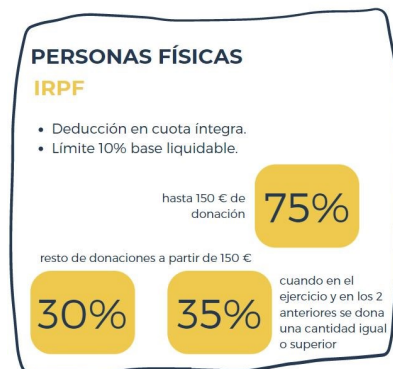 PERSONAS FÍSICAS
IRPF
• Deducción en cuota íntegra.
• Límite 10% base liquidable.
hasta 150 € de
donación
75%
resto de donaciones a partir de 150 €
30%
35%
cuando en el
ejercicio y en los 2
anteriores se dona
una cantidad igual
o superior